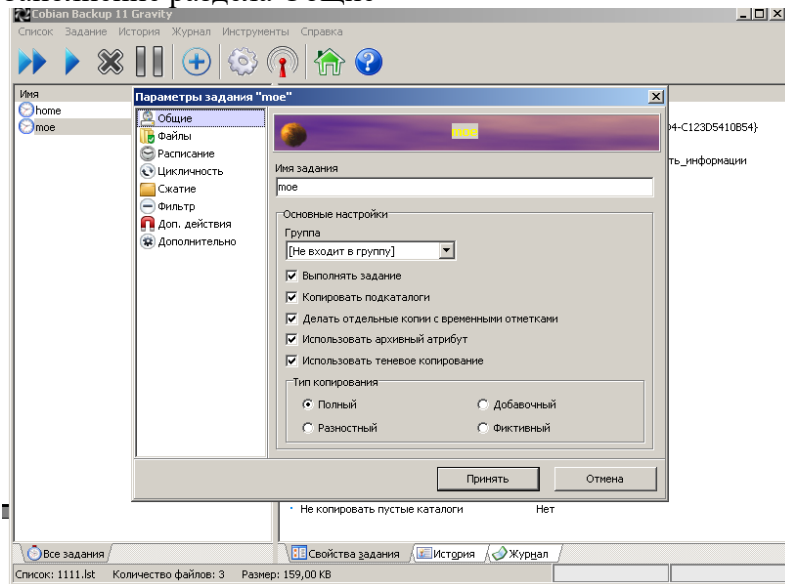 Cobian Backup 11 Gravity
Список Задание История Журнал Инструменты Справка
Имя
home
moe
Параметры задания "moe"
Общие
Файлы
Расписание
Цикличность
Сжатие
Фильтр
Доп. действия
Дополнительно
moe
Имя задания
moe
Основные настройки
Группа
[Не входит в группу]
Выполнять задание
Копировать подкаталоги
Делать отдельные копии с временными отметками
Использовать архивный атрибут
Использовать теневое копирование
Тип копирования
Полный Добавочный
Разностный Фиктивный
Принять Отмена
4-C123D5410B54}
ть_информации
Не копировать пустые каталоги Нет
Все задания
Свойства задания История Журнал
Список: 1111.lst Количество файлов: 3 Размер: 159,00 KB